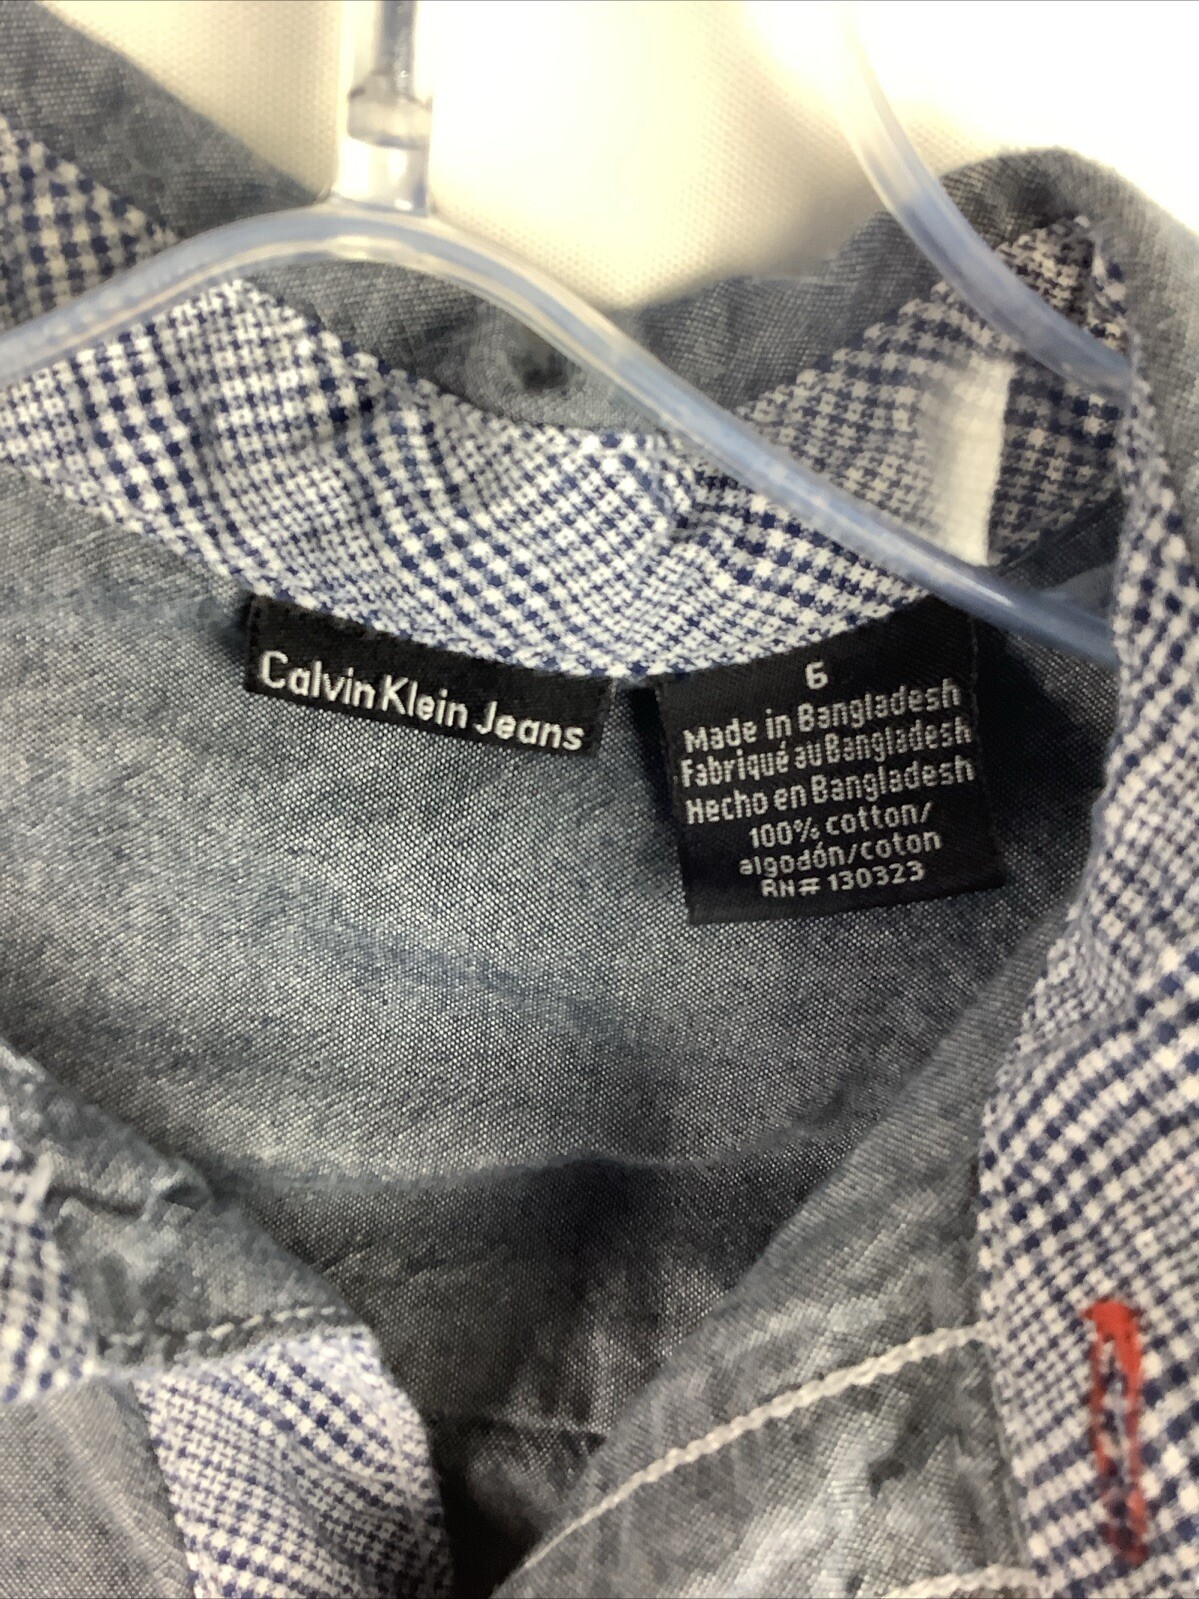 Calvin Klein Jeans
6
Made in Bangladesh
Fabriqué au Bangladesh
Hecho en Bangladesh
100% cotton/
algodón/coton
RN# 130323